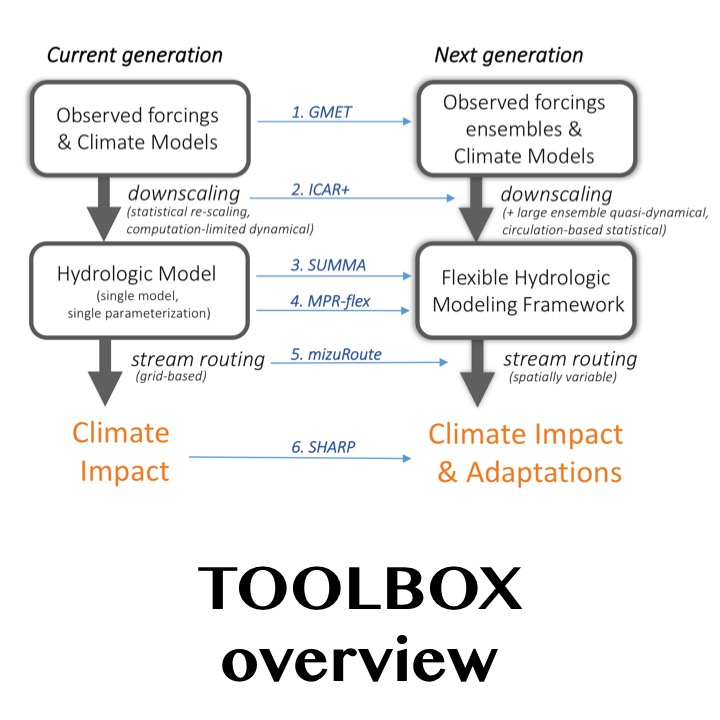 Current generation
Next generation
Observed forcings
& Climate Models
1. GMET
Observed forcings
ensembles &
Climate Models
downscaling
(statistical re-scaling,
computation-limited dynamical)
2. ICAR+
downscaling
(+ large ensemble quasi-dynamical,
circulation-based statistical)
Hydrologic Model
(single model,
single parameterization)
3. SUMMA
4. MPR-flex
Flexible Hydrologic
Modeling Framework
stream routing
(grid-based)
5. mizuRoute
stream routing
(spatially variable)
Climate
Impact
6. SHARP
Climate Impact
& Adaptations
TOOLBOX
overview